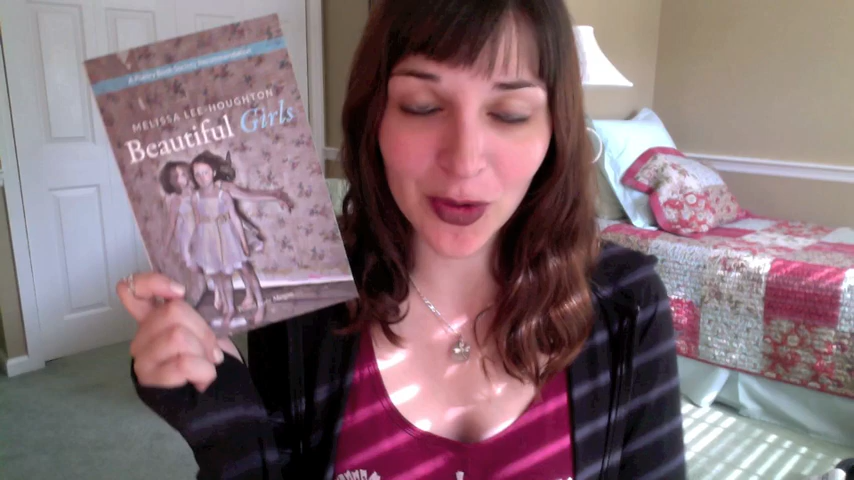 A Poetry Book Society Recommendation
MELISSA LEE-HOUGHTON
Beautiful Girls